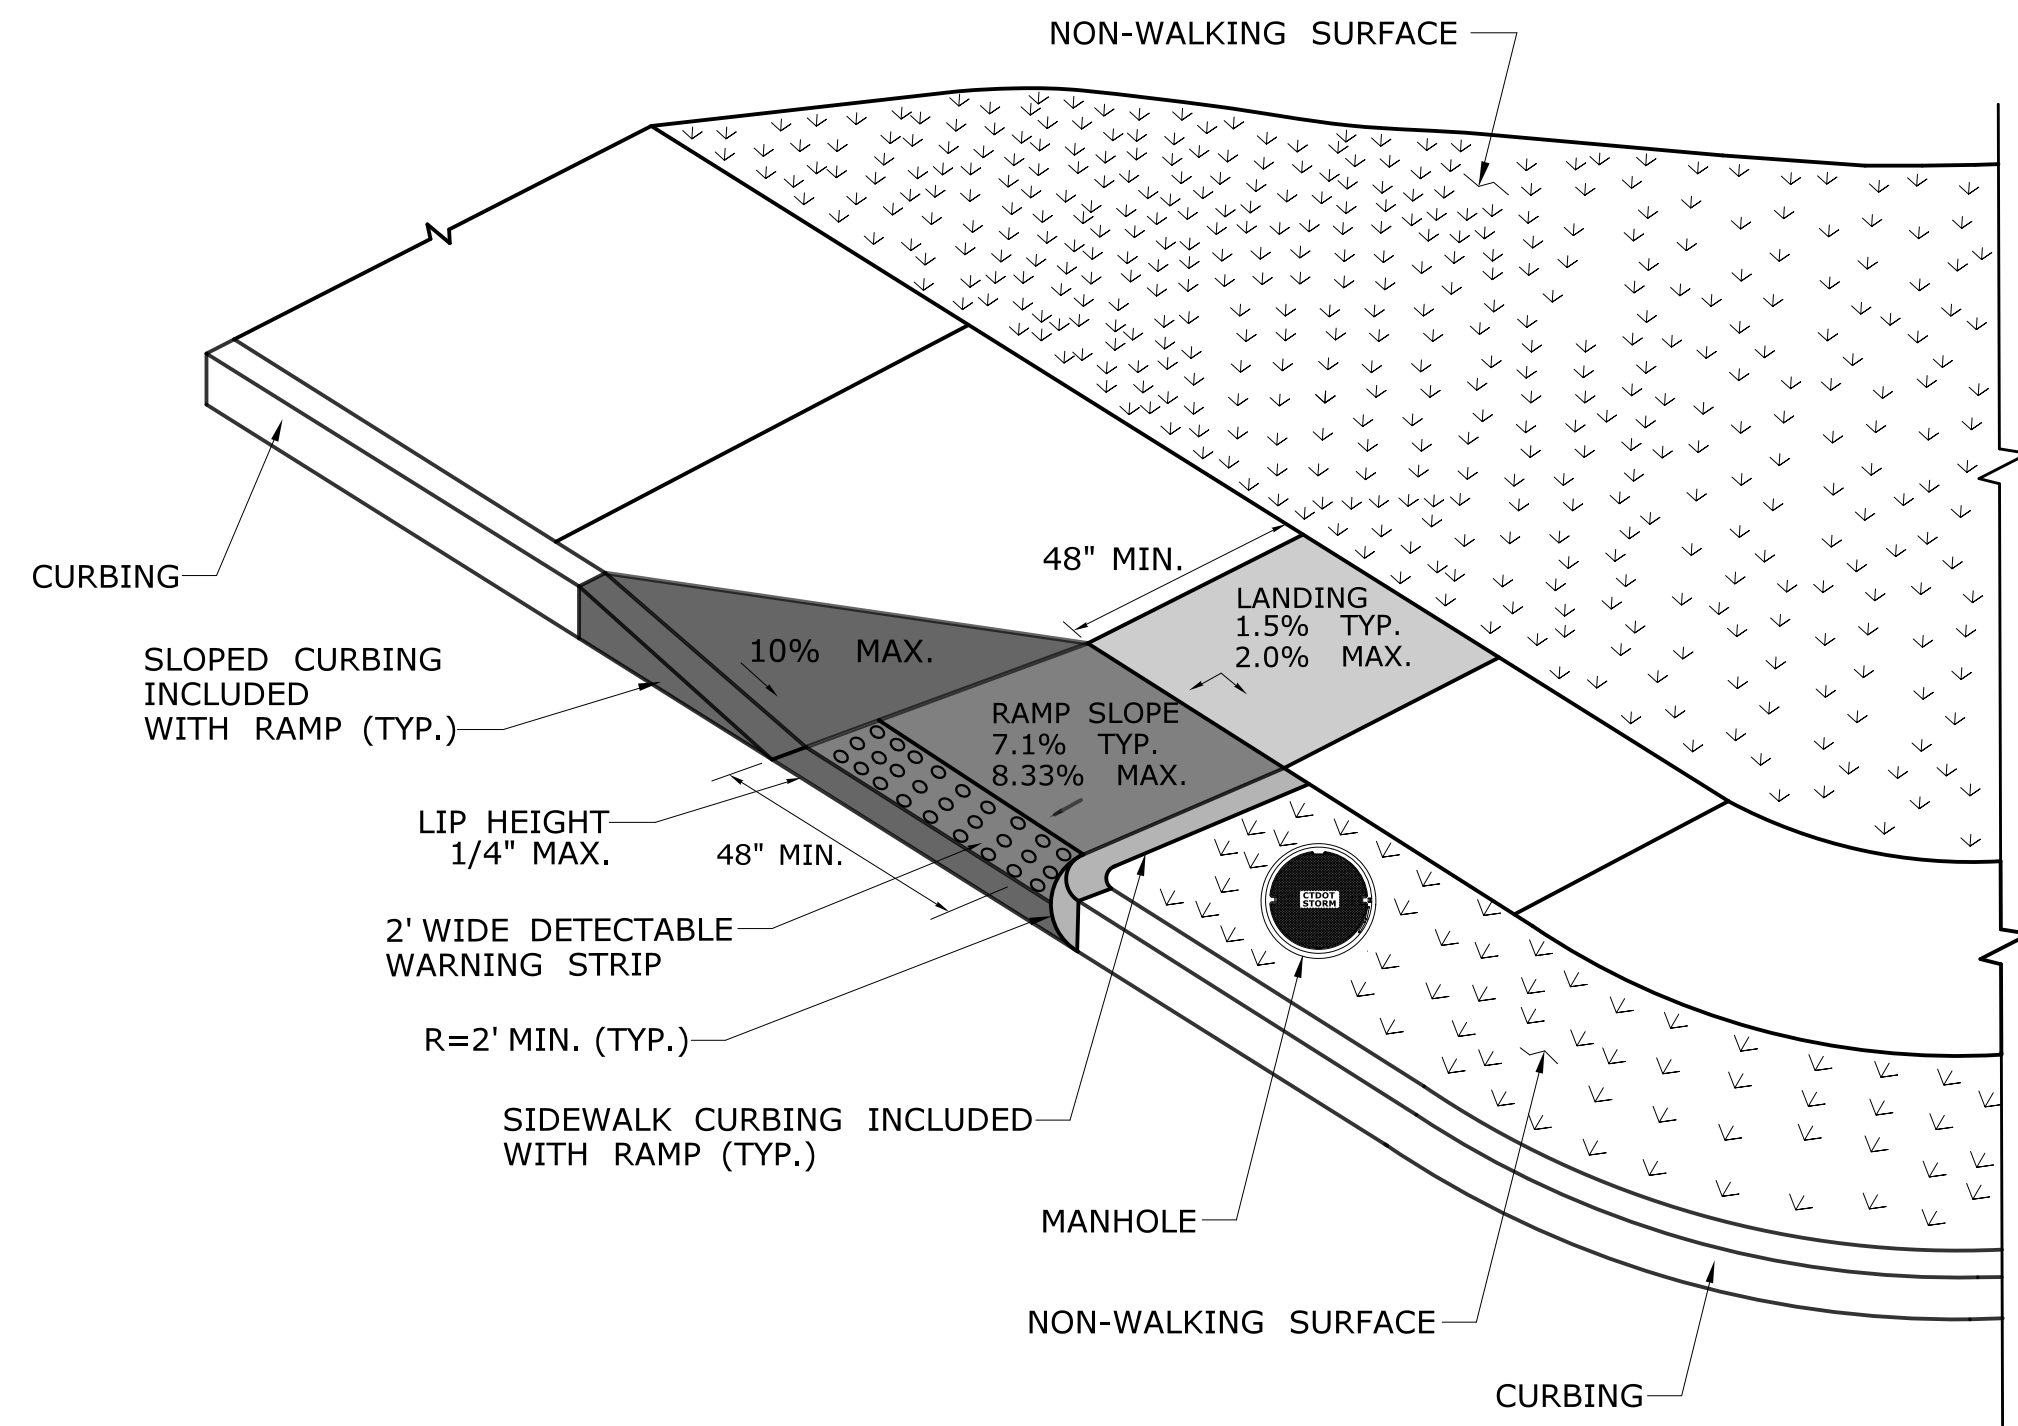 NON-WALKING SURFACE
48" MIN.
CURBING
LANDING
1.5% TYP.
2.0% MAX.
10% MAX.
SLOPED CURBING
INCLUDED
WITH RAMP (TYP.)
RAMP SLOPE
7.1% TYP.
8.33% MAX.
LIP HEIGHT
1/4" MAX.
48" MIN.
CTDOT
STORM
2' WIDE DETECTABLE
WARNING STRIP
R=2' MIN. (TYP.)
SIDEWALK CURBING INCLUDED
WITH RAMP (TYP.)
MANHOLE
NON-WALKING SURFACE
CURBING